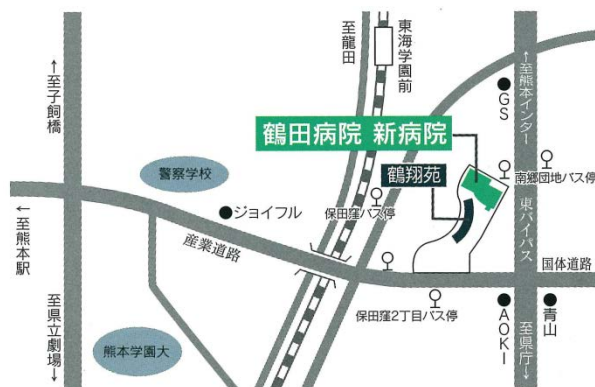 至龍田
東海学園前
←至熊本インター
GS
←至子飼橋
鶴田病院 新病院
鶴翔苑
警察学校
南郷団地バス停
ジョイフル
保田窪バス停
東バイパス
←至熊本駅
産業道路
国体道路
保田窪2丁目バス停
AOKI
青山
至県庁→
至県立劇場→
熊本学園大